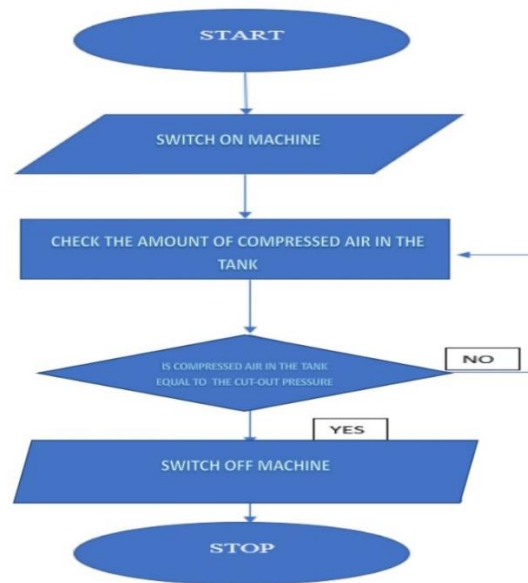 START
SWITCH ON MACHINE
CHECK THE AMOUNT OF COMPRESSED AIR IN THE
TANK
IS COMPRESSED AIR IN THE TANK
EQUAL TO THE CUT-OUT PRESSURE
NO
YES
SWITCH OFF MACHINE
STOP